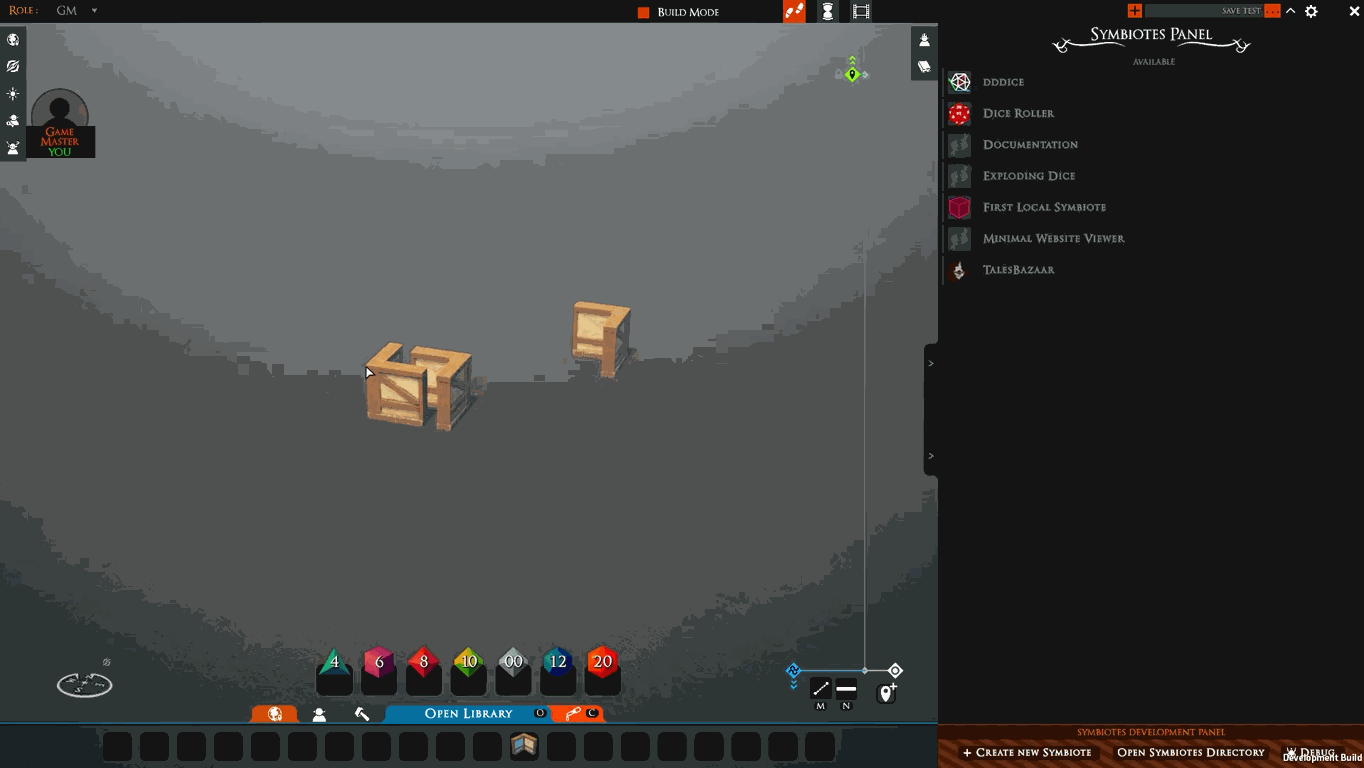 Role: GM
Build Mode
SAVE TEST
...
Symbiotes Panel
AVAILABLE
dddice
Dice Roller
Documentation
Exploding Dice
First Local Symbiote
Minimal Website Viewer
TalesBazaar
Game
Master
YOU
4 6 8 10 00 12 20
M N
Open Library O C
Symbiotes Development Panel
+ Create new Symbiote Open Symbiotes Directory Debug
Development Build